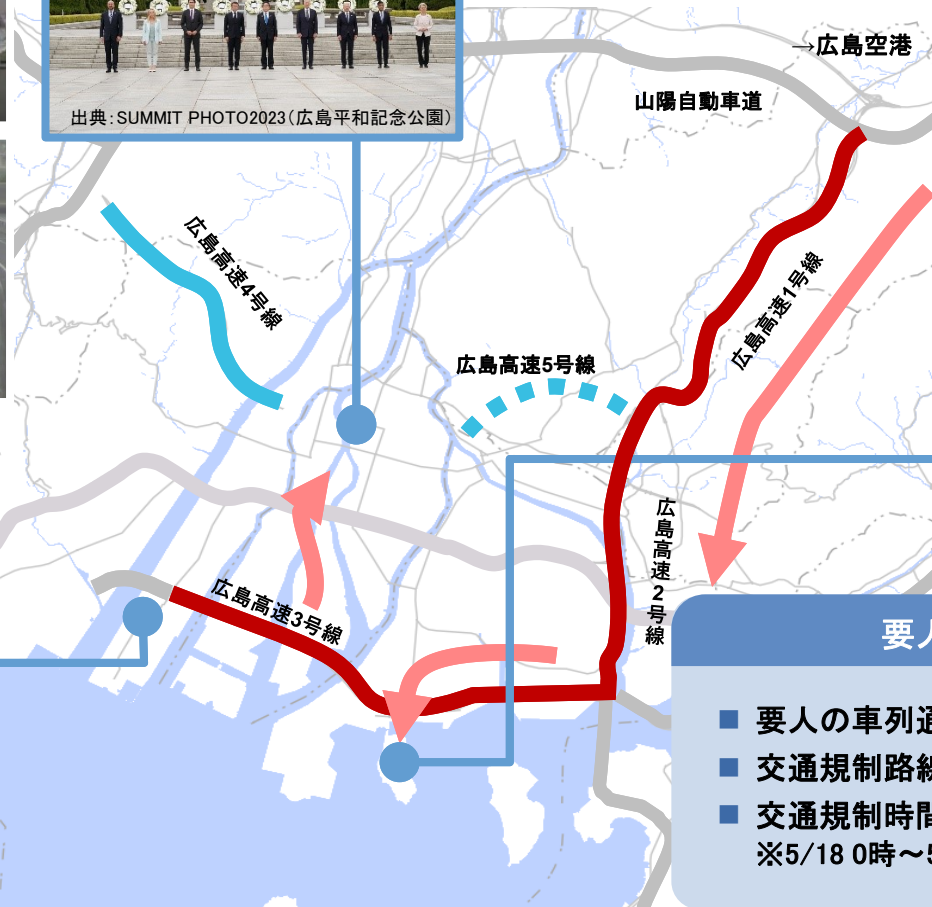 出典:SUMMIT PHOTO2023(広島平和記念公園)
→広島空港
山陽自動車道
広島高速4号線
広島高速1号線
広島高速5号線
広島高速2号線
広島高速3号線
要人
■ 要人の車列通
■ 交通規制路線
■ 交通規制時間
※5/18 0時~5